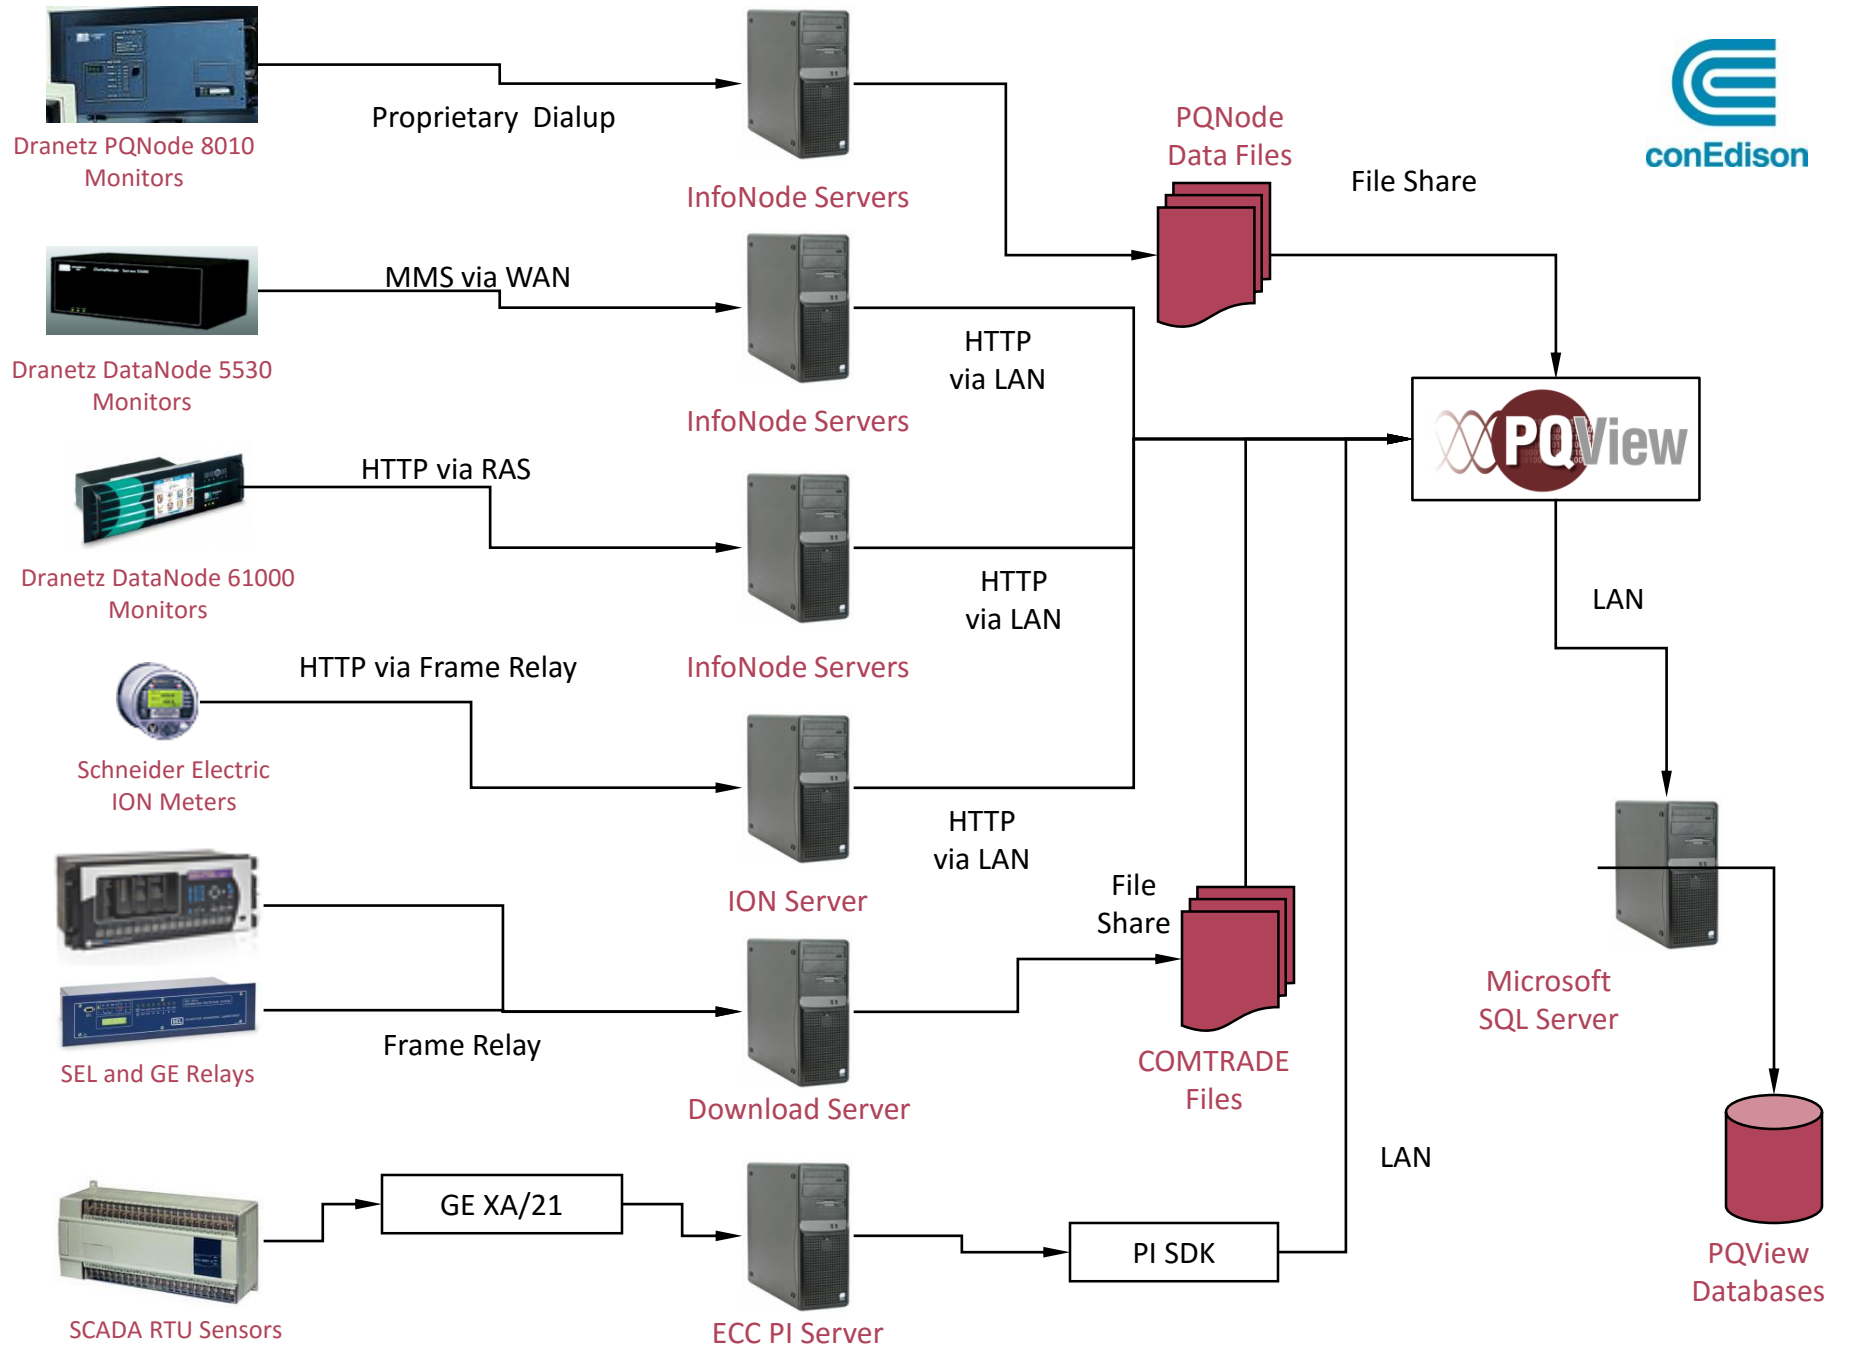 Proprietary Dialup
Dranetz PQNode 8010
Monitors
InfoNode Servers
PQNode
Data Files
File Share
conEdison
MMS via WAN
Dranetz DataNode 5530
Monitors
InfoNode Servers
HTTP
via LAN
PQView
HTTP via RAS
Dranetz DataNode 61000
Monitors
InfoNode Servers
HTTP
via LAN
LAN
HTTP via Frame Relay
Schneider Electric
ION Meters
ION Server
HTTP
via LAN
File
Share
SEL
Frame Relay
SEL and GE Relays
Download Server
COMTRADE
Files
Microsoft
SQL Server
GE XA/21
SCADA RTU Sensors
ECC PI Server
PI SDK
LAN
PQView
Databases